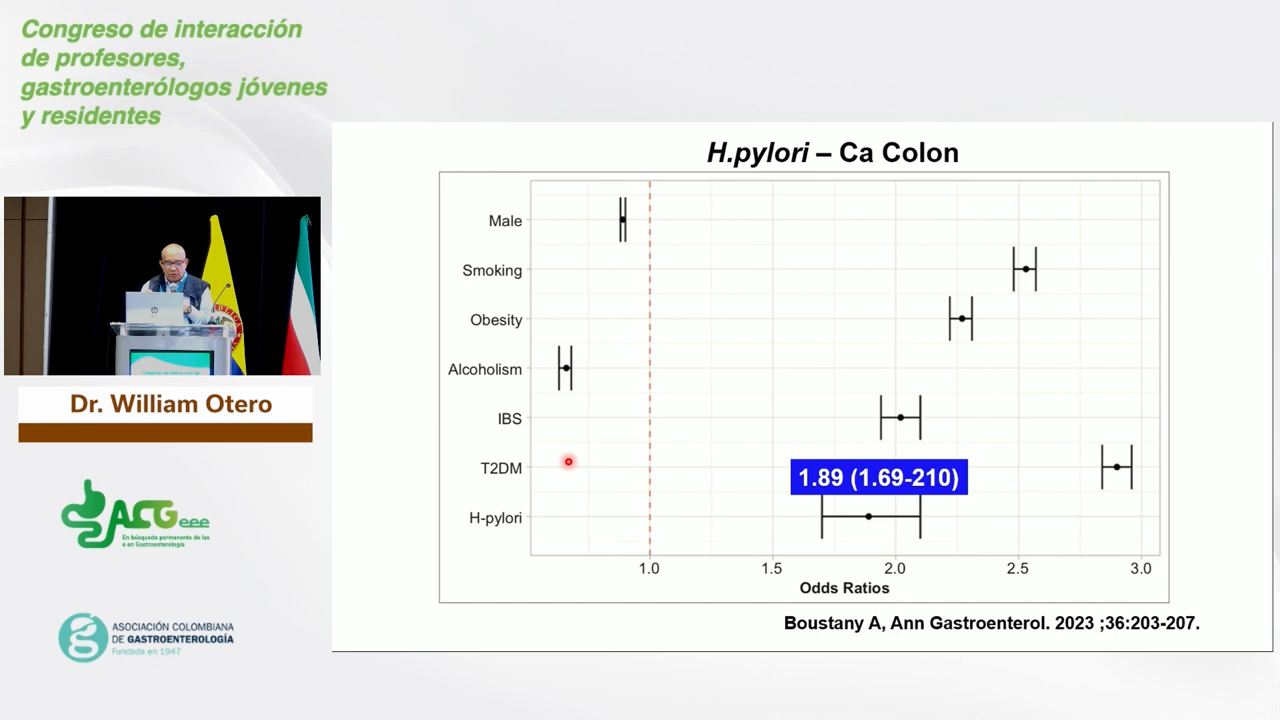 Congreso de interacción
de profesores,
gastroenterólogos jóvenes
y residentes
H.pylori – Ca Colon
Male
Smoking
Obesity
Alcoholism
IBS
T2DM
H-pylori
1.89 (1.69-210)
1.0 1.5 2.0 2.5 3.0
Odds Ratios
Boustany A, Ann Gastroenterol. 2023 ;36:203-207.
Dr. William Otero
ACGeee
En búsqueda permanente de las
e en Gastroenterología
ASOCIACIÓN COLOMBIANA
DE GASTROENTEROLOGÍA
Fundada en 1947